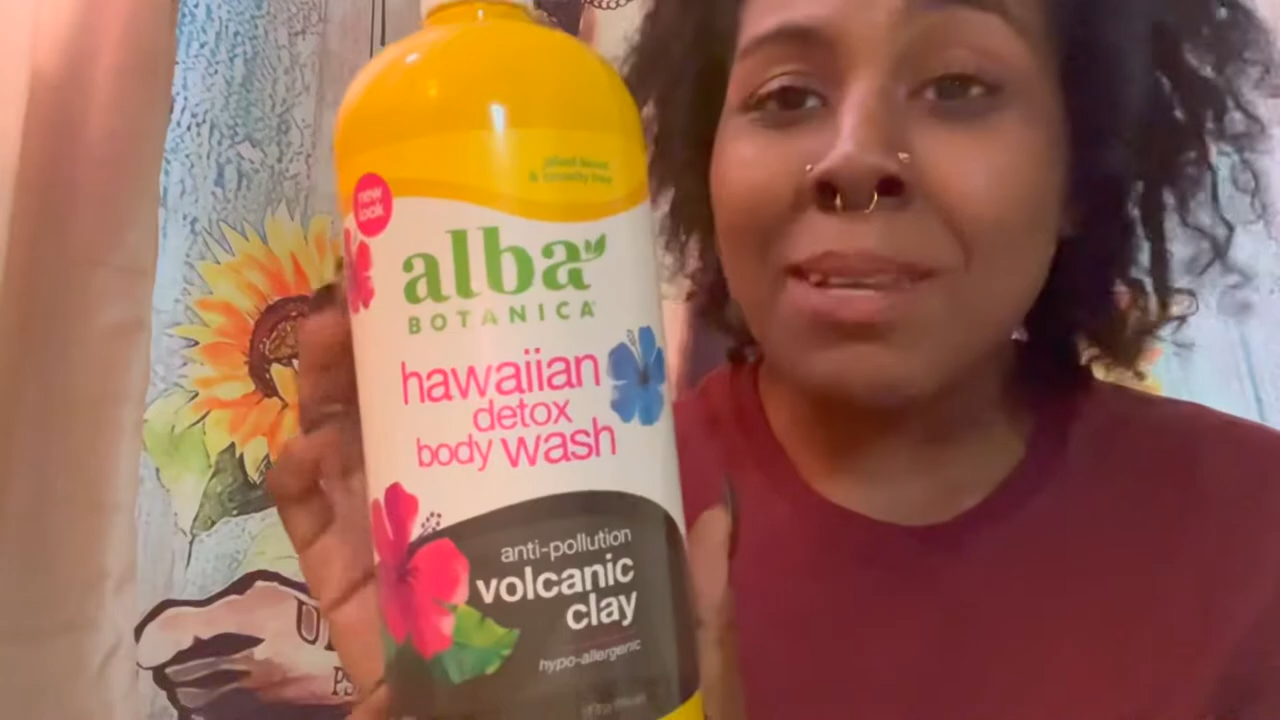 plant based
& cruelty free
new
look
alba
BOTANICA
hawaiian
detox
body wash
anti-pollution
volcanic
clay
hypo-allergenic